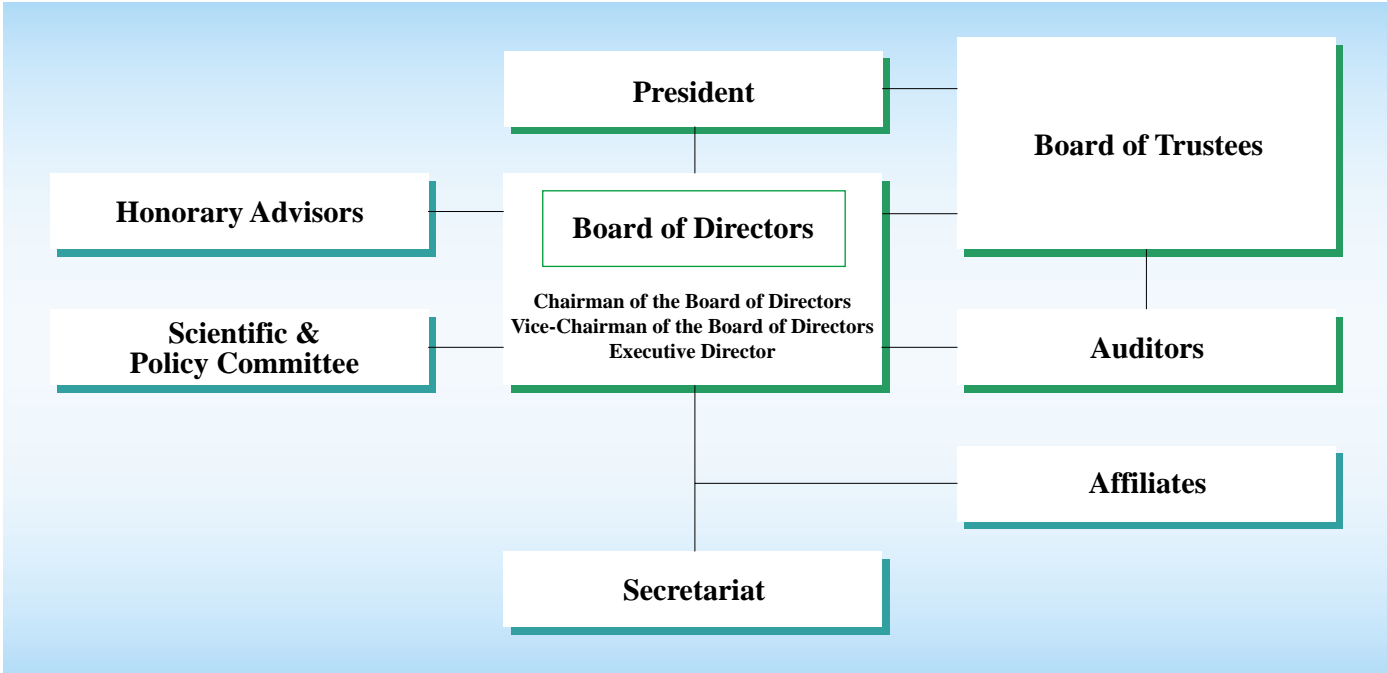 President
Board of Trustees
Honorary Advisors
Board of Directors
Chairman of the Board of Directors
Vice-Chairman of the Board of Directors
Executive Director
Scientific &
Policy Committee
Auditors
Affiliates
Secretariat